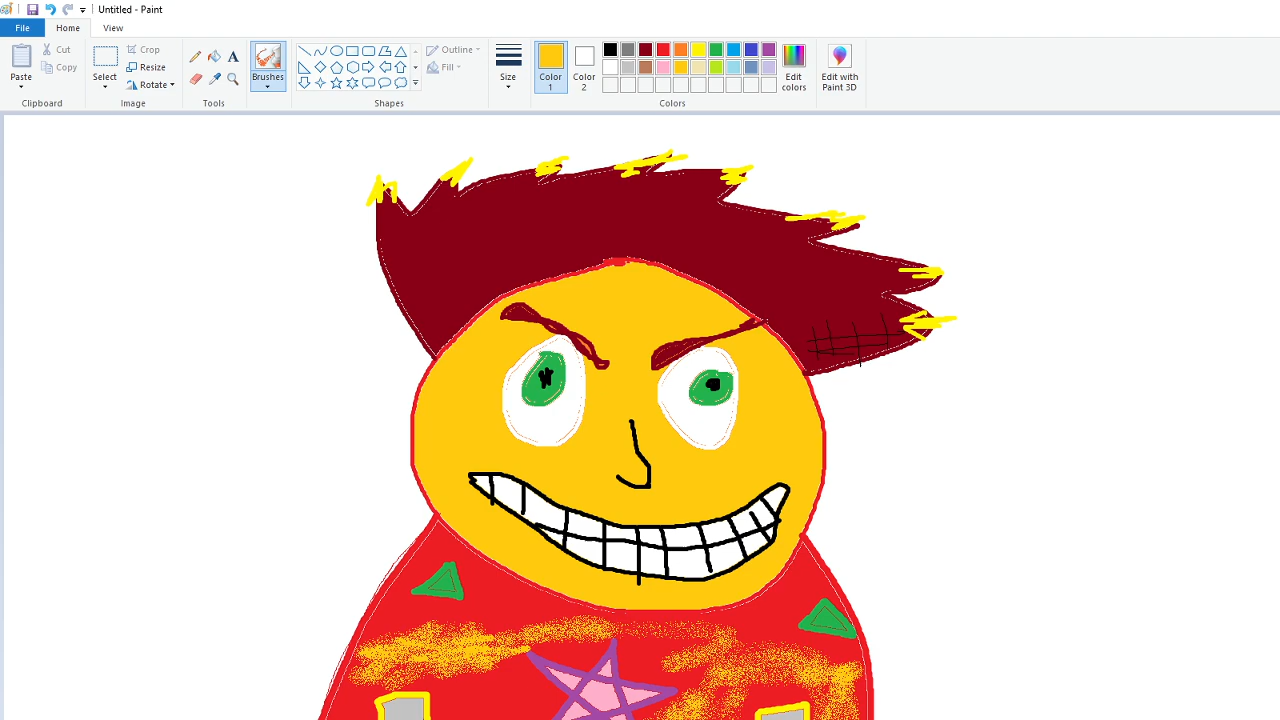 Untitled - Paint
File Home View
Paste
Cut
Copy
Clipboard
Select
Crop
Resize
Rotate
Image
A
Tools
Brushes
Outline
Fill
Shapes
Size
Color
1
Color
2
Edit
colors
Colors
Edit with
Paint 3D